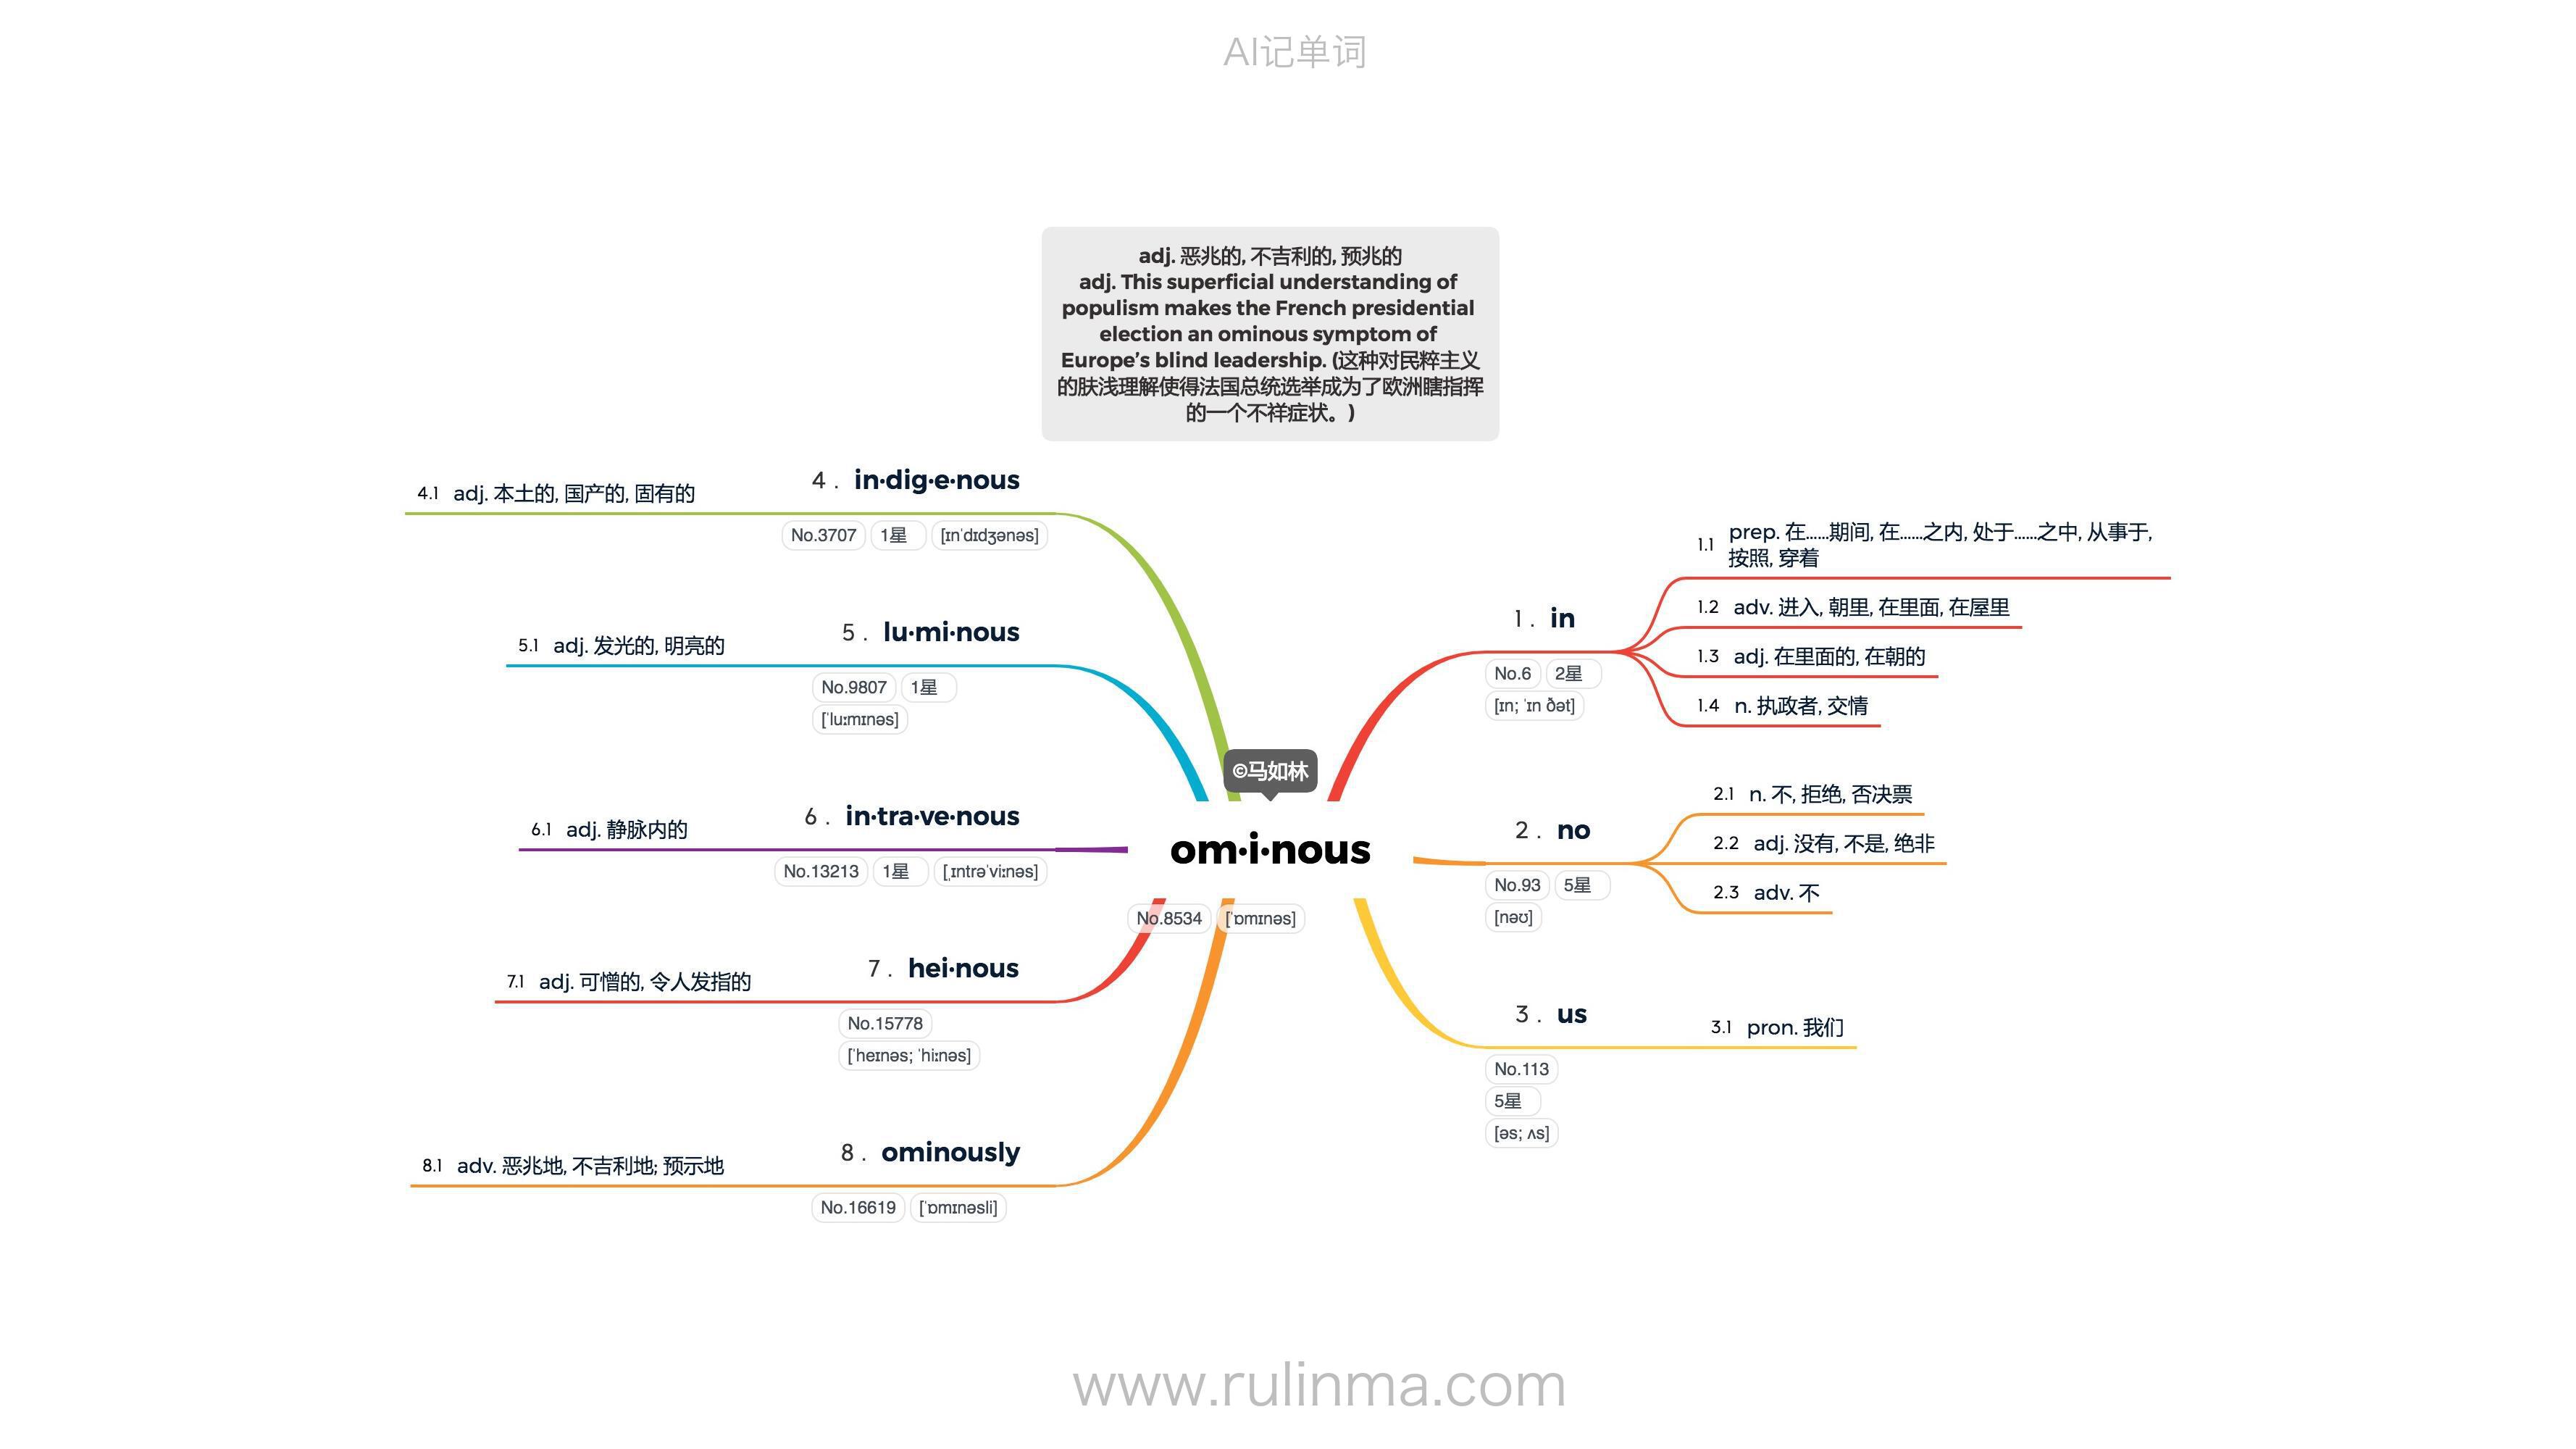 AI记单词
adj. 恶兆的, 不吉利的, 预兆的
adj. This superficial understanding of
populism makes the French presidential
election an ominous symptom of
Europe’s blind leadership. (这种对民粹主义
的肤浅理解使得法国总统选举成为了欧洲瞎指挥
的一个不祥症状。)
©马如林
om·i·nous
No.8534 [ˈɒmɪnəs]
1 . in
No.6 2星
[ɪn; ˈɪn ðət]
1.1 prep. 在……期间, 在……之内, 处于……之中, 从事于,
按照, 穿着
1.2 adv. 进入, 朝里, 在里面, 在屋里
1.3 adj. 在里面的, 在朝的
1.4 n. 执政者, 交情
2 . no
No.93 5星
[nəʊ]
2.1 n. 不, 拒绝, 否决票
2.2 adj. 没有, 不是, 绝非
2.3 adv. 不
3 . us
No.113
5星
[əs; ʌs]
3.1 pron. 我们
4 . in·dig·e·nous
No.3707 1星 [ɪnˈdɪdʒənəs]
4.1 adj. 本土的, 国产的, 固有的
5 . lu·mi·nous
No.9807 1星
[ˈluːmɪnəs]
5.1 adj. 发光的, 明亮的
6 . in·tra·ve·nous
No.13213 1星 [ˌɪntrəˈviːnəs]
6.1 adj. 静脉内的
7 . hei·nous
No.15778
[ˈheɪnəs; ˈhiːnəs]
7.1 adj. 可憎的, 令人发指的
8 . ominously
No.16619 [ˈɒmɪnəsli]
8.1 adv. 恶兆地, 不吉利地; 预示地
www.rulinma.com